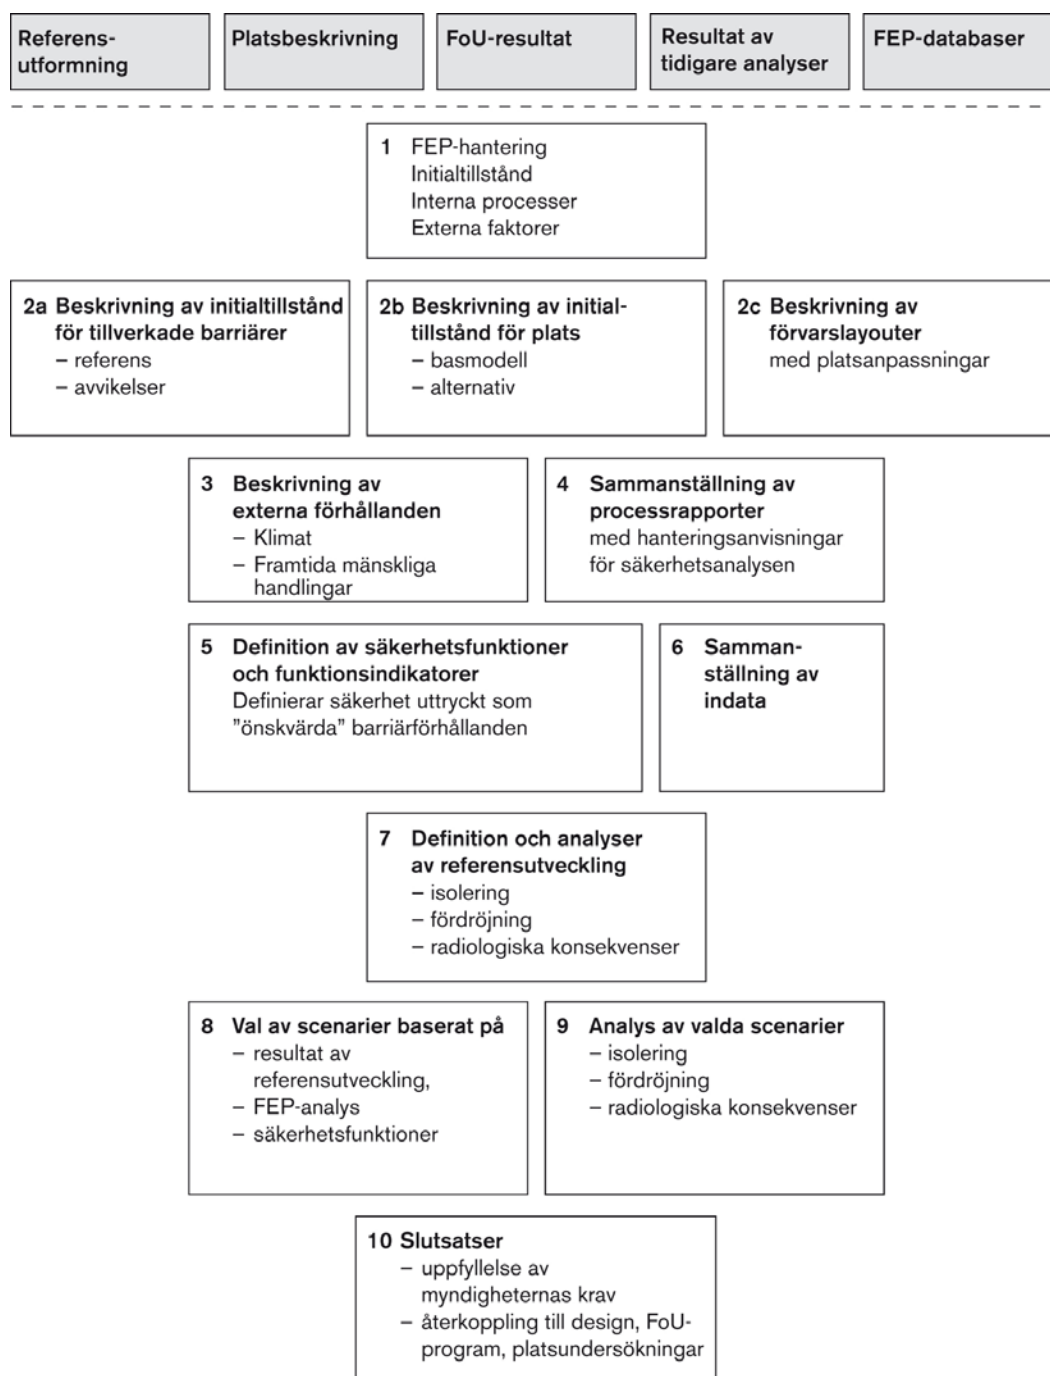 Referens-
utformning
Platsbeskrivning
FoU-resultat
Resultat av
tidigare analyser
FEP-databaser
1 FEP-hantering
Initialtillstånd
Interna processer
Externa faktorer
2a Beskrivning av initialtillstånd
för tillverkade barriärer
– referens
– avvikelser
2b Beskrivning av initial-
tillstånd för plats
– basmodell
– alternativ
2c Beskrivning av
förvarslayouter
med platsanpassningar
3 Beskrivning av
externa förhållanden
– Klimat
– Framtida mänskliga
handlingar
4 Sammanställning av
processrapporter
med hanteringsanvisningar
för säkerhetsanalysen
5 Definition av säkerhetsfunktioner
och funktionsindikatorer
Definierar säkerhet uttryckt som
”önskvärda” barriärförhållanden
6 Samman-
ställning av
indata
7 Definition och analyser
av referensutveckling
– isolering
– fördröjning
– radiologiska konsekvenser
8 Val av scenarier baserat på
– resultat av
referensutveckling,
– FEP-analys
– säkerhetsfunktioner
9 Analys av valda scenarier
– isolering
– fördröjning
– radiologiska konsekvenser
10 Slutsatser
– uppfyllelse av
myndigheternas krav
– återkoppling till design, FoU-
program, platsundersökningar